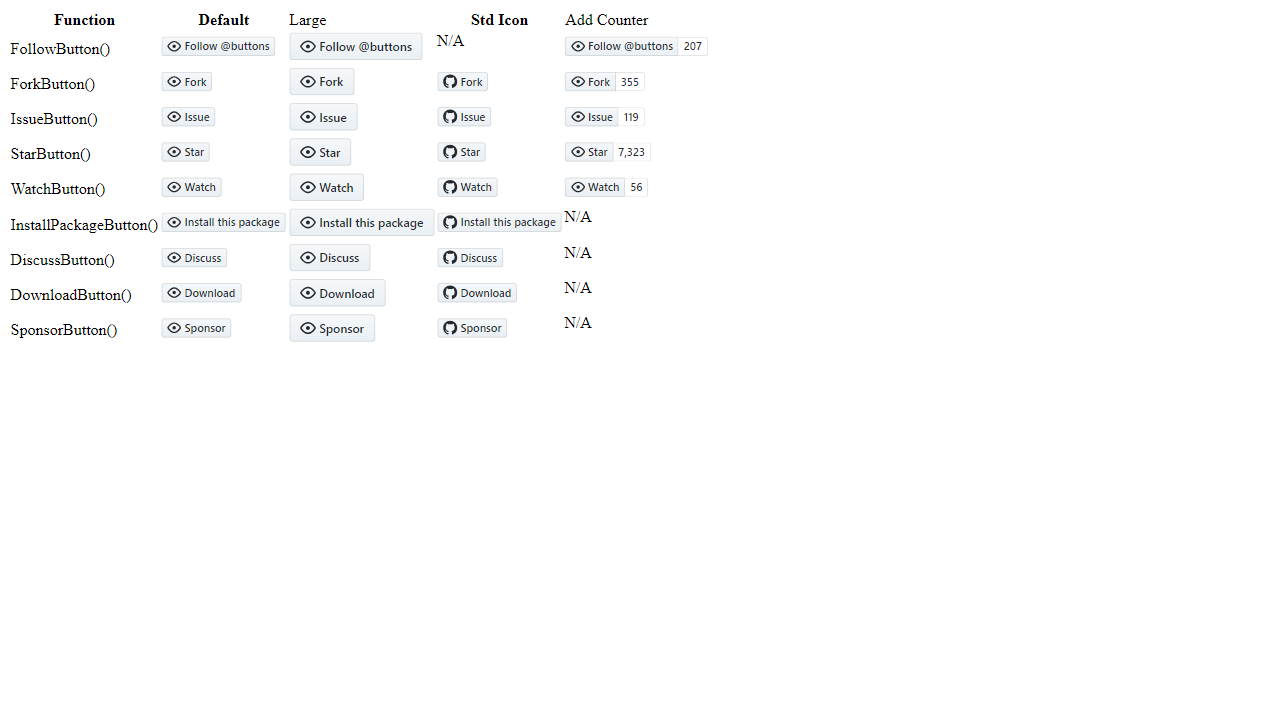 Function Default Large Std Icon Add Counter
FollowButton() Follow @buttons Follow @buttons N/A Follow @buttons 207
ForkButton() Fork Fork Fork Fork 355
IssueButton() Issue Issue Issue Issue 119
StarButton() Star Star Star Star 7,323
WatchButton() Watch Watch Watch Watch 56
InstallPackageButton() Install this package Install this package Install this package N/A
DiscussButton() Discuss Discuss Discuss N/A
DownloadButton() Download Download Download N/A
SponsorButton() Sponsor Sponsor Sponsor N/A